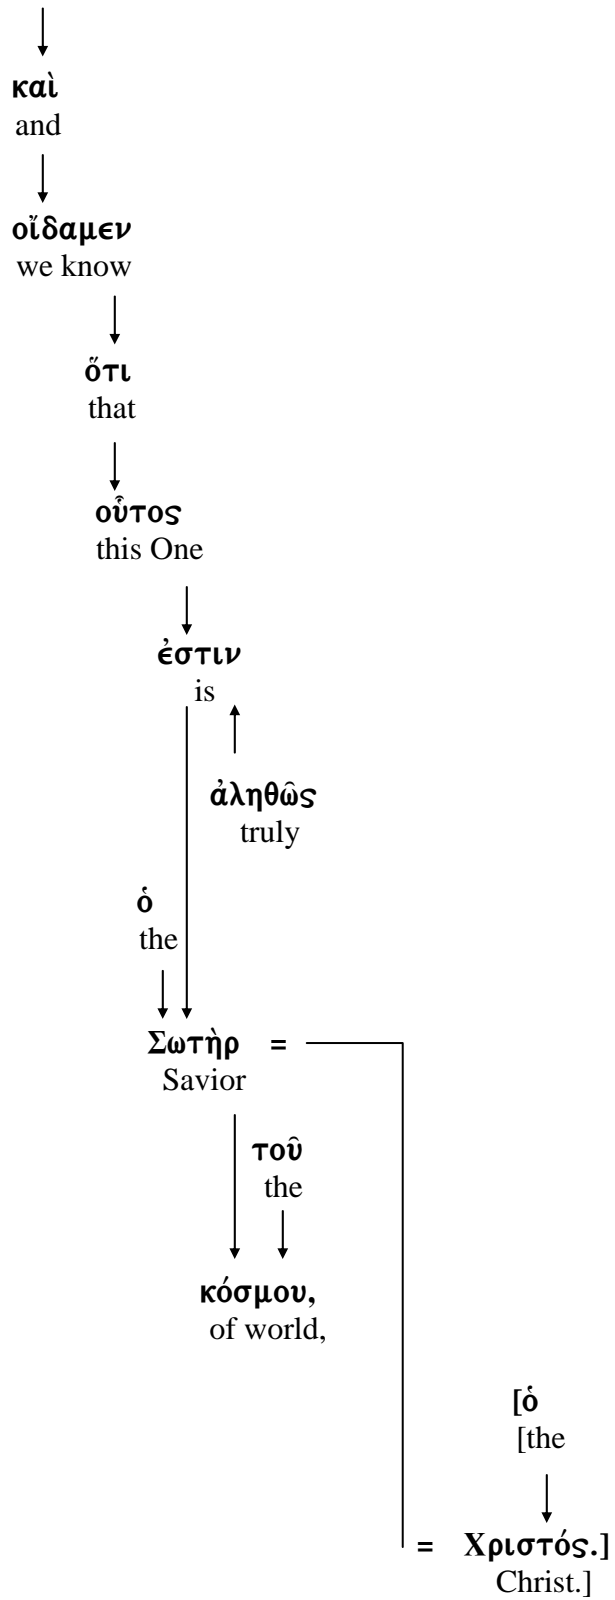 καὶ
and
οἴδαμεν
we know
ὅτι
that
οὗτος
this One
ἐστιν
is
ἀληθῶς
truly
ὁ
the
Σωτὴρ =
Savior
τοῦ
the
κόσμου,
of world,
[ὁ
[the
= Χριστός.]
Christ.]